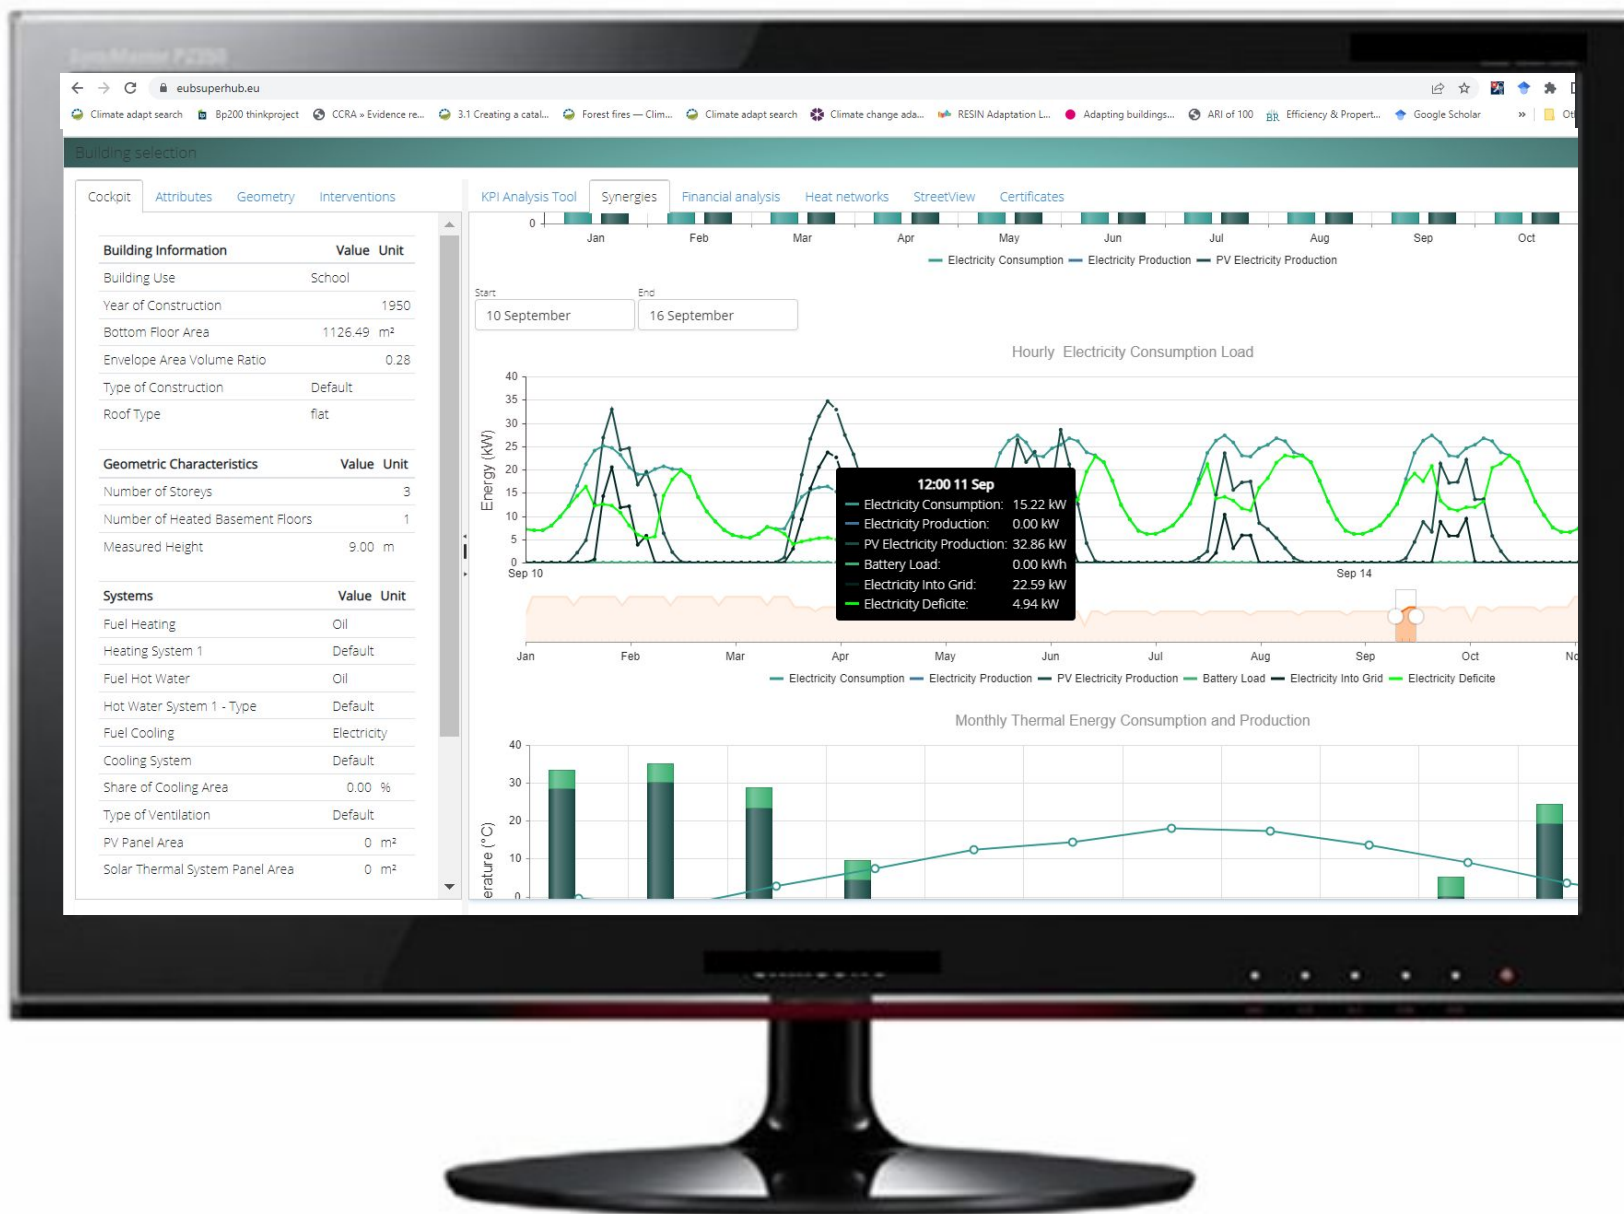 SyncMaster P2350
eubsuperhub.eu
Climate adapt search Bp200 thinkproject CCRA » Evidence re... 3.1 Creating a catal... Forest fires — Clim... Climate adapt search Climate change ada... RESIN Adaptation L... Adapting buildings... ARI of 100 BR Efficiency & Propert... Google Scholar » Ot
Building selection
Cockpit Attributes Geometry Interventions
KPI Analysis Tool Synergies Financial analysis Heat networks StreetView Certificates
Building Information Value Unit
Building Use School
Year of Construction 1950
Bottom Floor Area 1126.49 m²
Envelope Area Volume Ratio 0.28
Type of Construction Default
Roof Type flat
Geometric Characteristics Value Unit
Number of Storeys 3
Number of Heated Basement Floors 1
Measured Height 9.00 m
Systems Value Unit
Fuel Heating Oil
Heating System 1 Default
Fuel Hot Water Oil
Hot Water System 1 - Type Default
Fuel Cooling Electricity
Cooling System Default
Share of Cooling Area 0.00 %
Type of Ventilation Default
PV Panel Area 0 m²
Solar Thermal System Panel Area 0 m²
0
Jan Feb Mar Apr May Jun Jul Aug Sep Oct
Electricity Consumption Electricity Production PV Electricity Production
Start End
10 September 16 September
Hourly Electricity Consumption Load
Energy (kW)
40
35
30
25
20
15
10
5
0
Sep 10 Sep 14
12:00 11 Sep
Electricity Consumption: 15.22 kW
Electricity Production: 0.00 kW
PV Electricity Production: 32.86 kW
Battery Load: 0.00 kWh
Electricity Into Grid: 22.59 kW
Electricity Deficite: 4.94 kW
Jan Feb Mar Apr May Jun Jul Aug Sep Oct No
Electricity Consumption Electricity Production PV Electricity Production Battery Load Electricity Into Grid Electricity Deficite
Monthly Thermal Energy Consumption and Production
erature (°C)
40
30
20
10
0